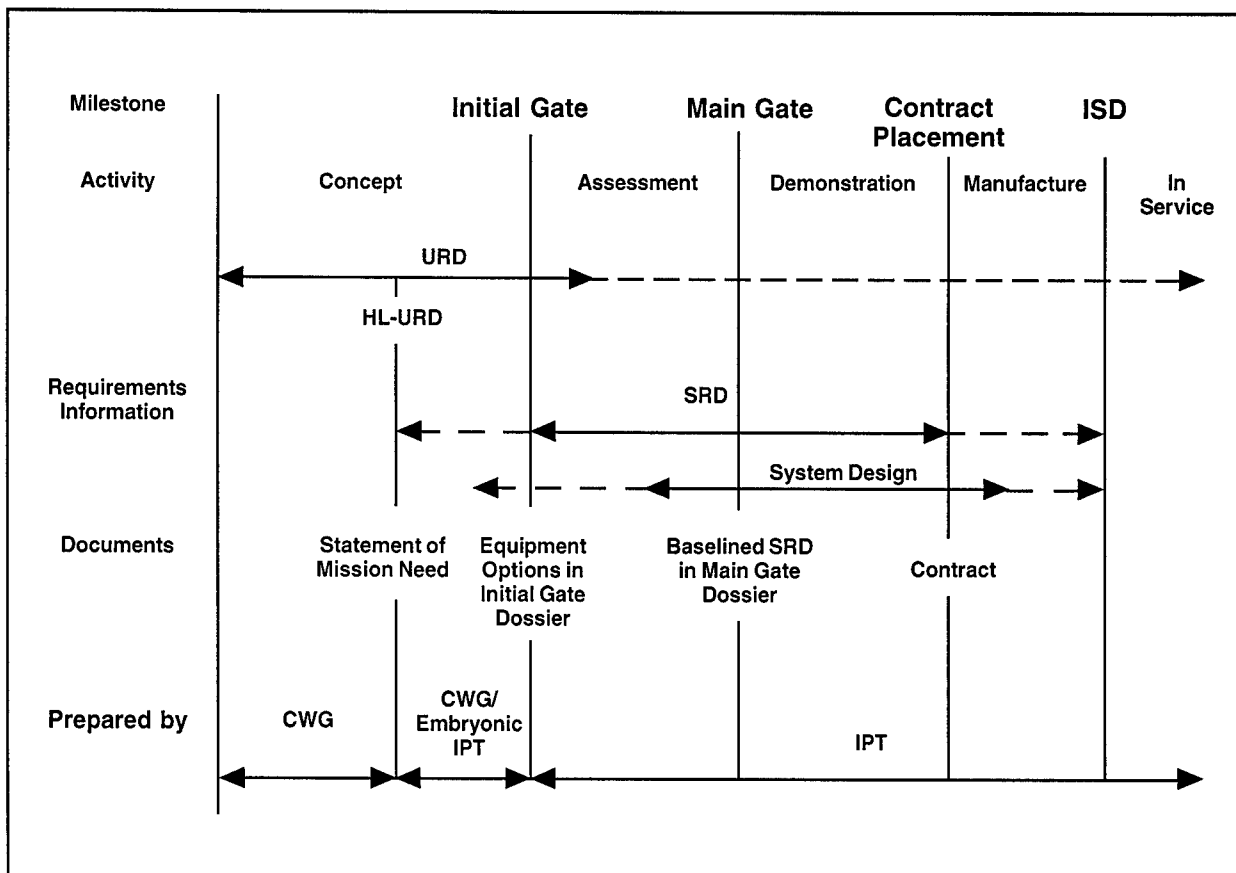 Milestone
Initial Gate
Main Gate
Contract
Placement
ISD
Activity
Concept
Assessment
Demonstration
Manufacture
In
Service
URD
HL-URD
Requirements
Information
SRD
System Design
Documents
Statement of
Mission Need
Equipment
Options in
Initial Gate
Dossier
Baselined SRD
in Main Gate
Dossier
Contract
Prepared by
CWG
CWG/
Embryonic
IPT
IPT